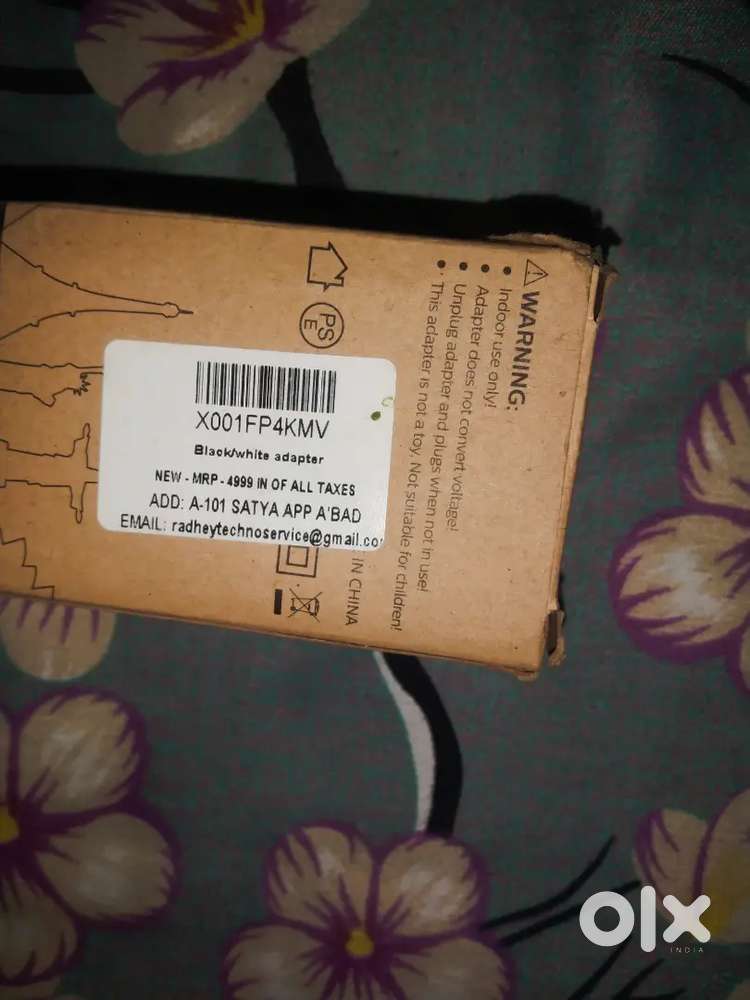 WARNING:
Indoor use only!
Adapter does not convert voltage!
Unplug adapter and plugs when not in use!
This adapter is not a toy. Not suitable for children!
PS
E
X001FP4KMV
Black/white adapter
NEW - MRP - 4999 IN OF ALL TAXES
ADD: A-101 SATYA APP A'BAD
EMAIL: radheytechnoservice@gmail.co
IN CHINA
olx
INDIA